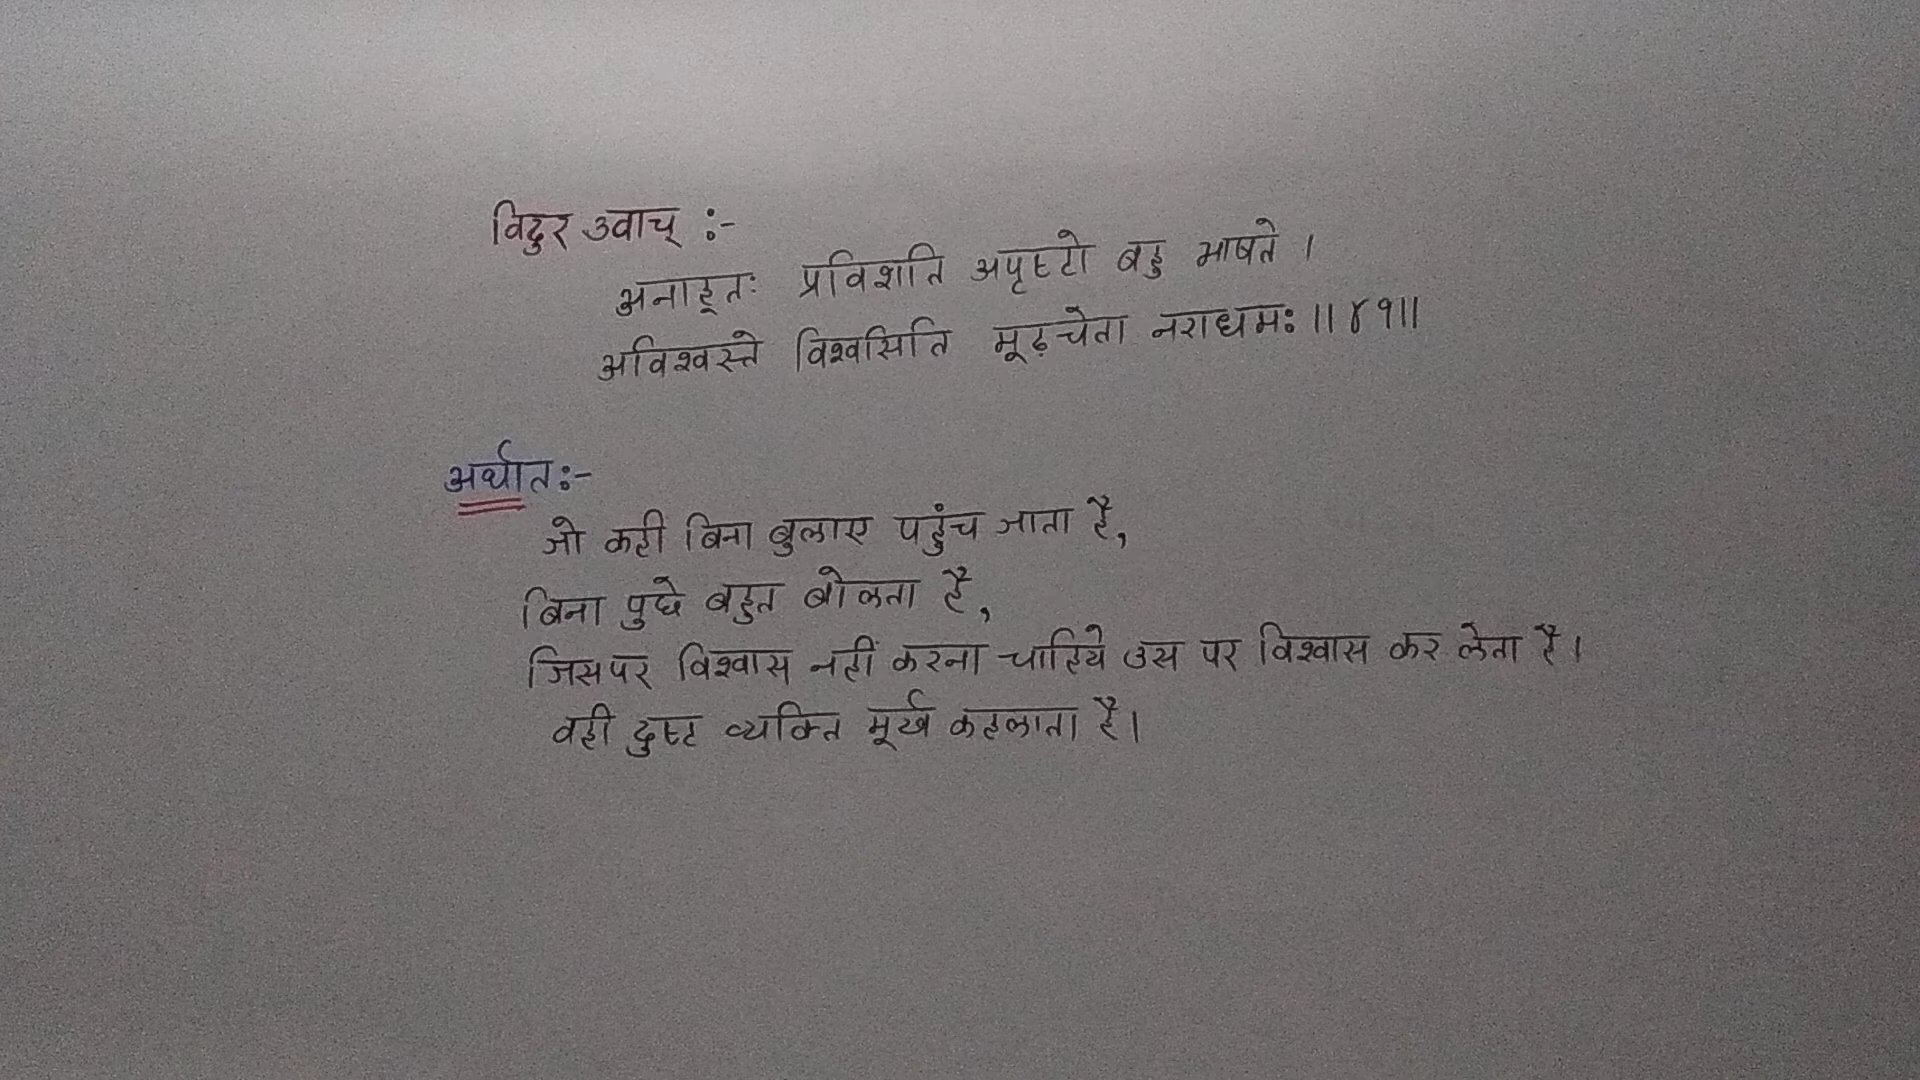 विदुर उवाच् :-
अनाहूतः प्रविशति अपृष्टो बहु भाषते ।
अविश्वस्ते विश्वसिति मूढ़चेता नराधमः ॥४१॥
अर्थात :-
जो कही बिना बुलाए पहुंच जाता है,
बिना पुछे बहुत बोलता है,
जिसपर विश्वास नहीं करना चाहिये उस पर विश्वास कर लेता है।
वही दुष्ट व्यक्ति मूर्ख कहलाता है।